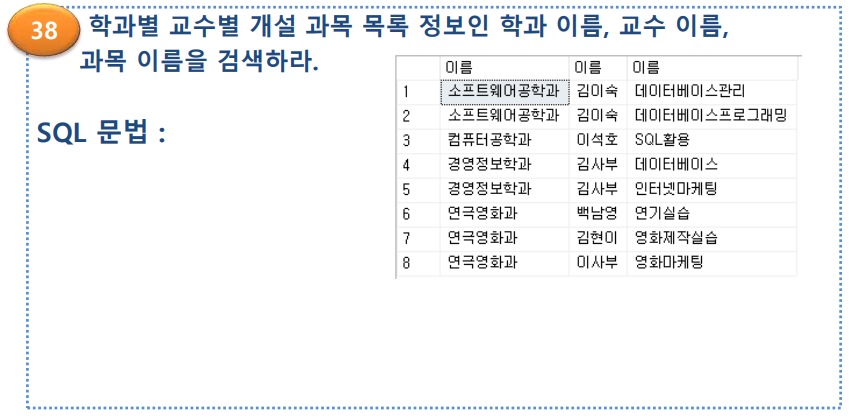 38 학과별 교수별 개설 과목 목록 정보인 학과 이름, 교수 이름,
과목 이름을 검색하라.
이름 이름 이름
1 소프트웨어공학과 김이숙 데이터베이스관리
2 소프트웨어공학과 김이숙 데이터베이스프로그래밍
SQL 문법 :
3 컴퓨터공학과 이석호 SQL활용
4 경영정보학과 김사부 데이터베이스
5 경영정보학과 김사부 인터넷마케팅
6 연극영화과 백남영 연기실습
7 연극영화과 김현이 영화제작실습
8 연극영화과 이사부 영화마케팅